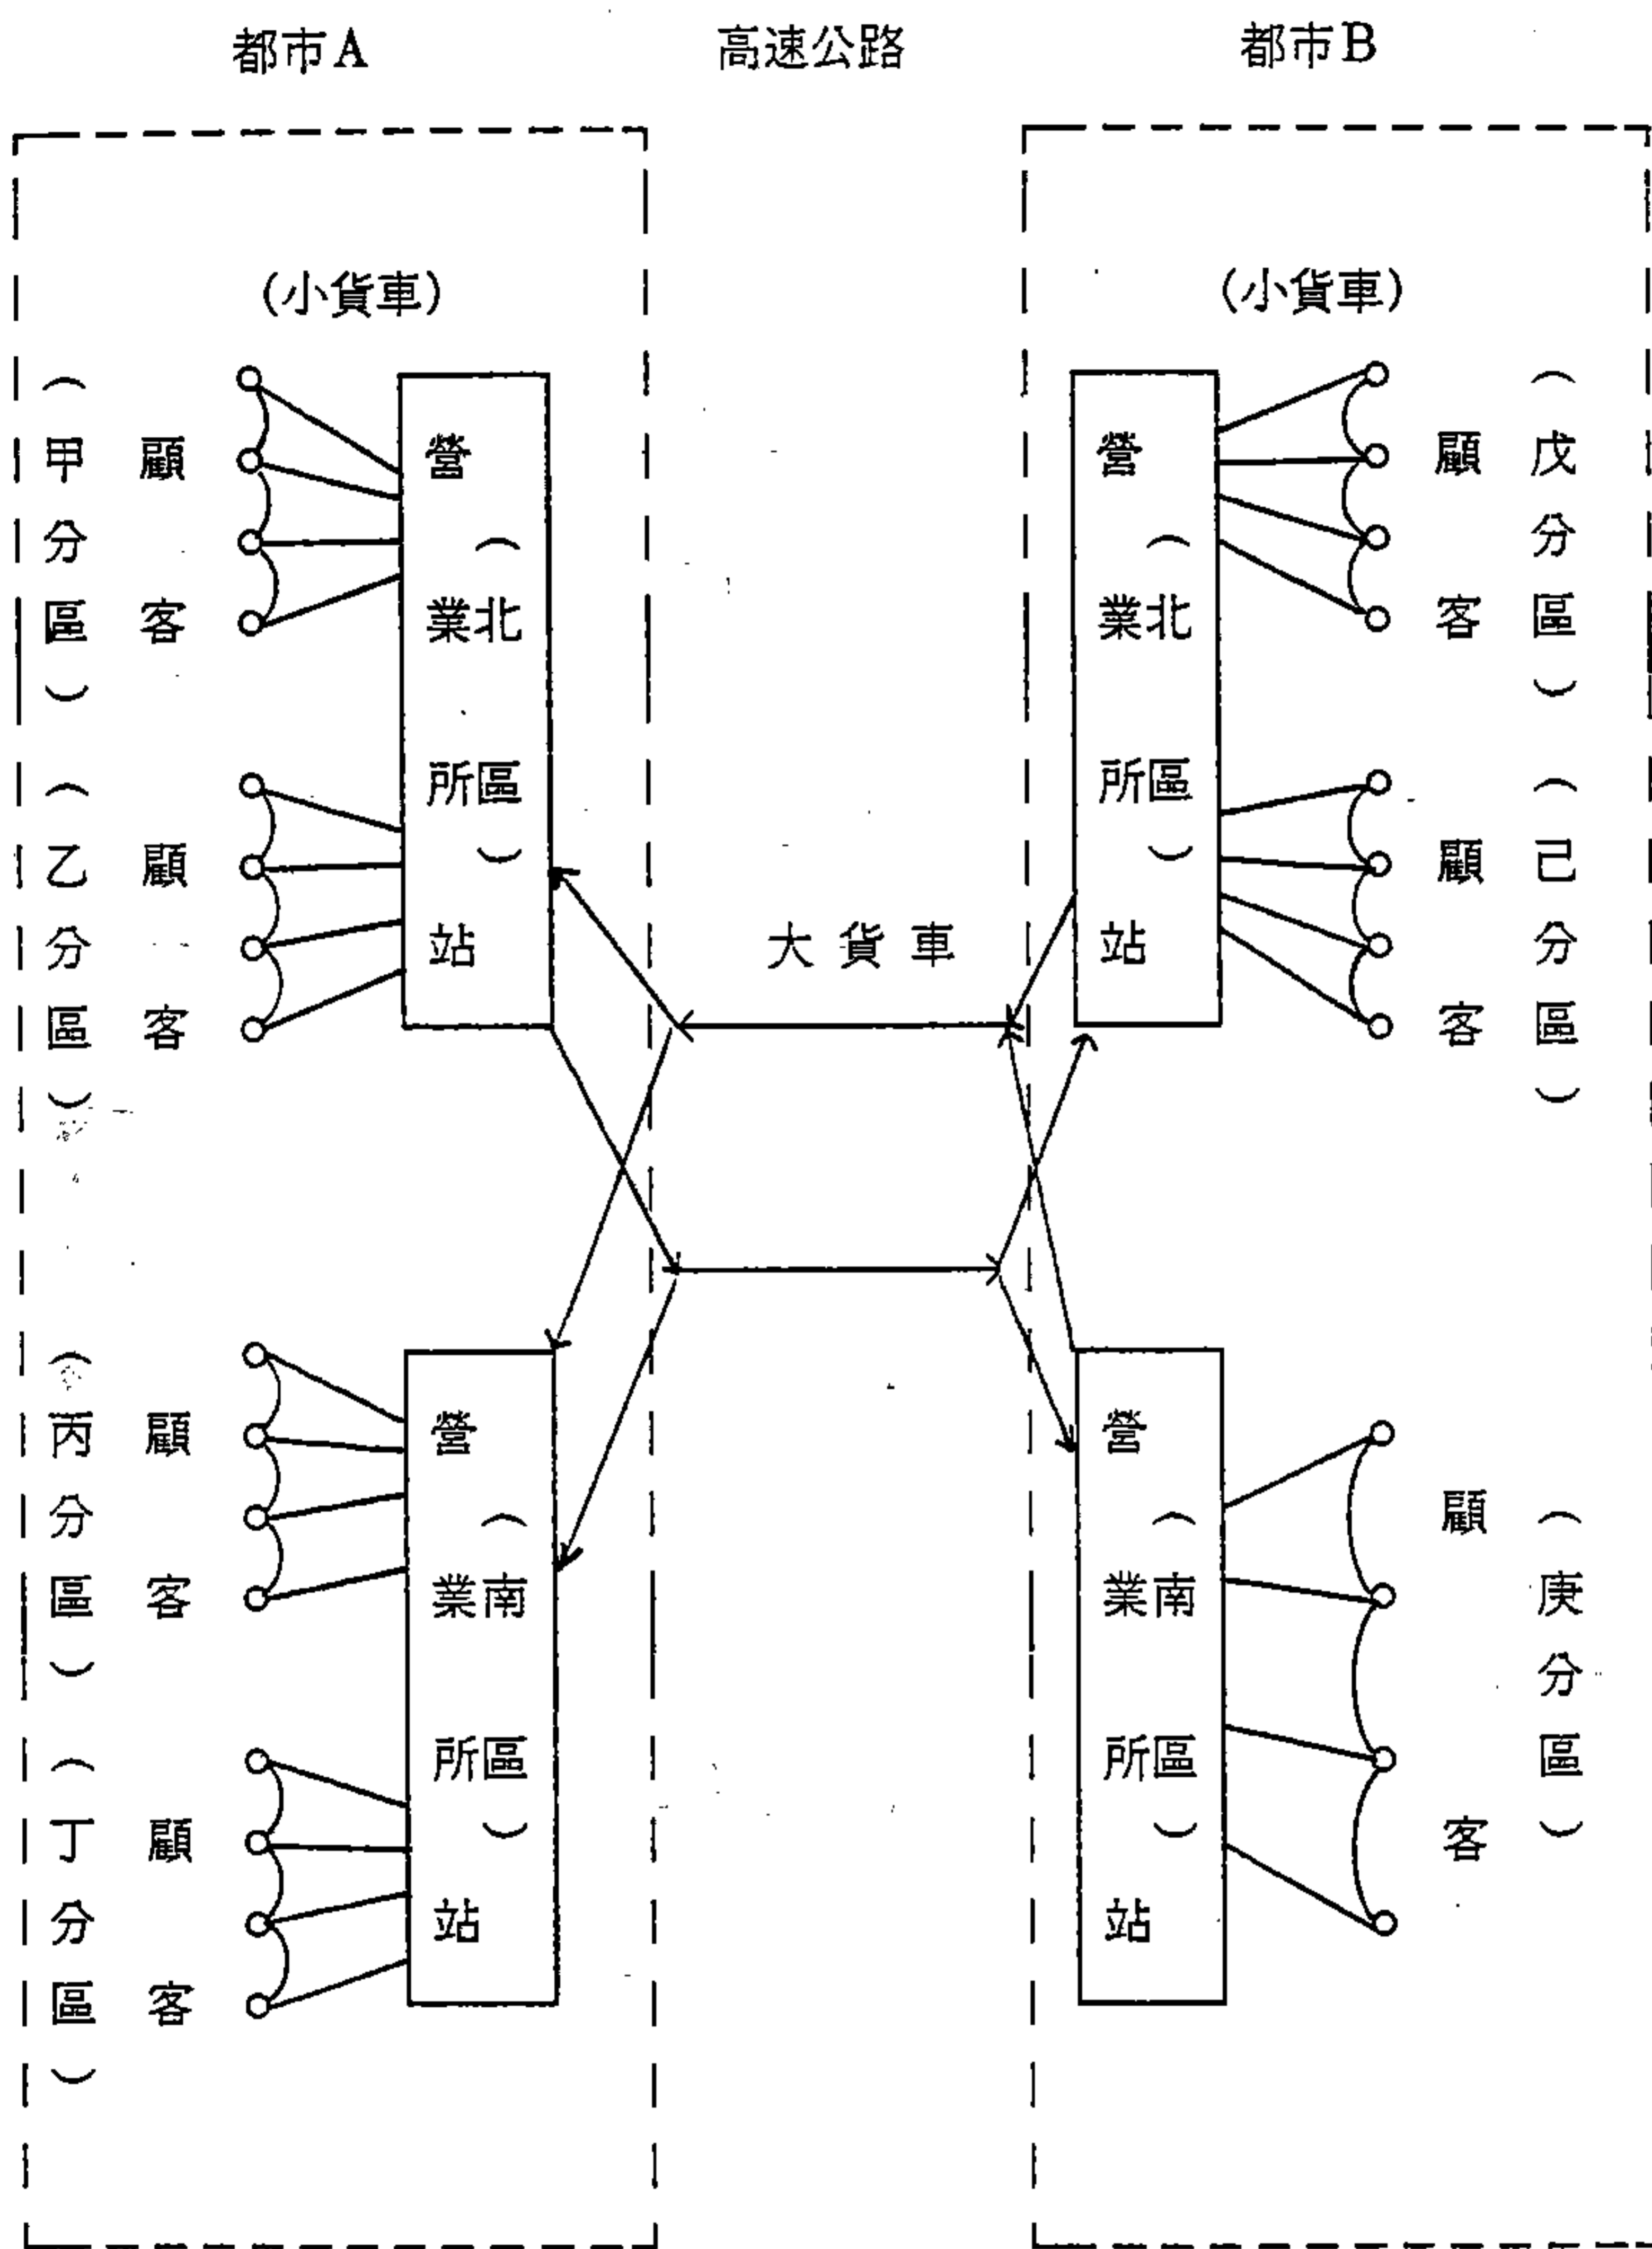 都市A
高速公路
都市B
(小貨車)
(小貨車)
顧客
(甲分區)
顧客
(乙分區)
營業所站
(北區)
大貨車
營業所站
(北區)
顧客
(戊分區)
顧客
(己分區)
顧客
(丙分區)
顧客
(丁分區)
營業所站
(南區)
營業所站
(南區)
顧客
(庚分區)